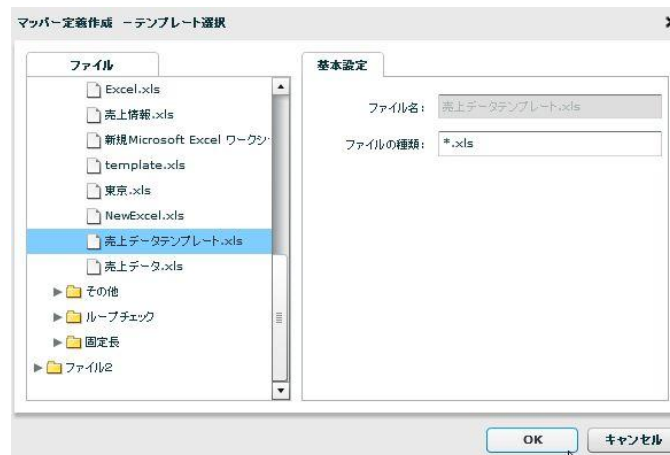 マッパー定義作成 －テンプレート選択
ファイル
Excel.xls
売上情報.xls
新規Microsoft Excel ワークシ
template.xls
東京.xls
NewExcel.xls
売上データテンプレート.xls
売上データ.xls
その他
ループチェック
固定長
ファイル2
基本設定
ファイル名: 売上データテンプレート.xls
ファイルの種類: *.xls
OK キャンセル